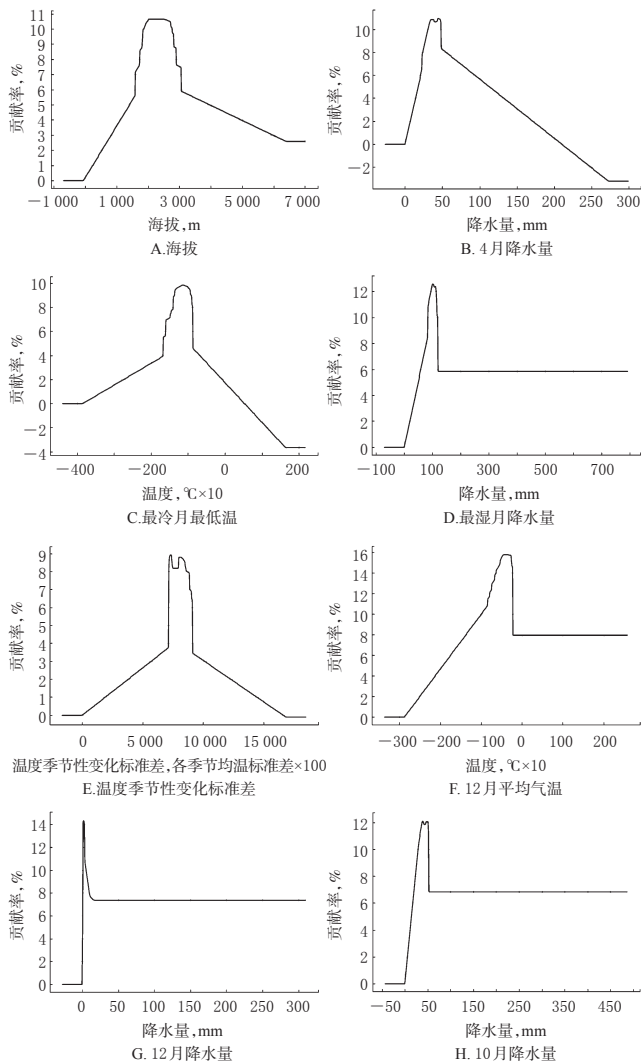 11
10
9
8
7
6
5
4
3
2
1
0
贡献率,%
−1 000 1 000 3 000 5 000 7 000
海拔,m
A.海拔
10
8
6
4
2
0
−2
贡献率,%
0 50 100 150 200 250 300
降水量,mm
B. 4月降水量
10
8
6
4
2
0
−2
−4
贡献率,%
−400 −200 0 200
温度,℃×10
C.最冷月最低温
12
10
8
6
4
2
0
贡献率,%
−100 100 300 500 700
降水量,mm
D.最湿月降水量
9
8
7
6
5
4
3
2
1
0
贡献率,%
0 5 000 10 000 15 000
温度季节性变化标准差,各季节均温标准差×100
E.温度季节性变化标准差
16
14
12
10
8
6
4
2
0
贡献率,%
−300 −200 −100 0 100 200
温度,℃×10
F. 12月平均气温
14
12
10
8
6
4
2
0
贡献率,%
0 50 100 150 200 250 300
降水量,mm
G. 12月降水量
12
10
8
6
4
2
0
贡献率,%
−50 50 150 250 350 450
降水量,mm
H. 10月降水量